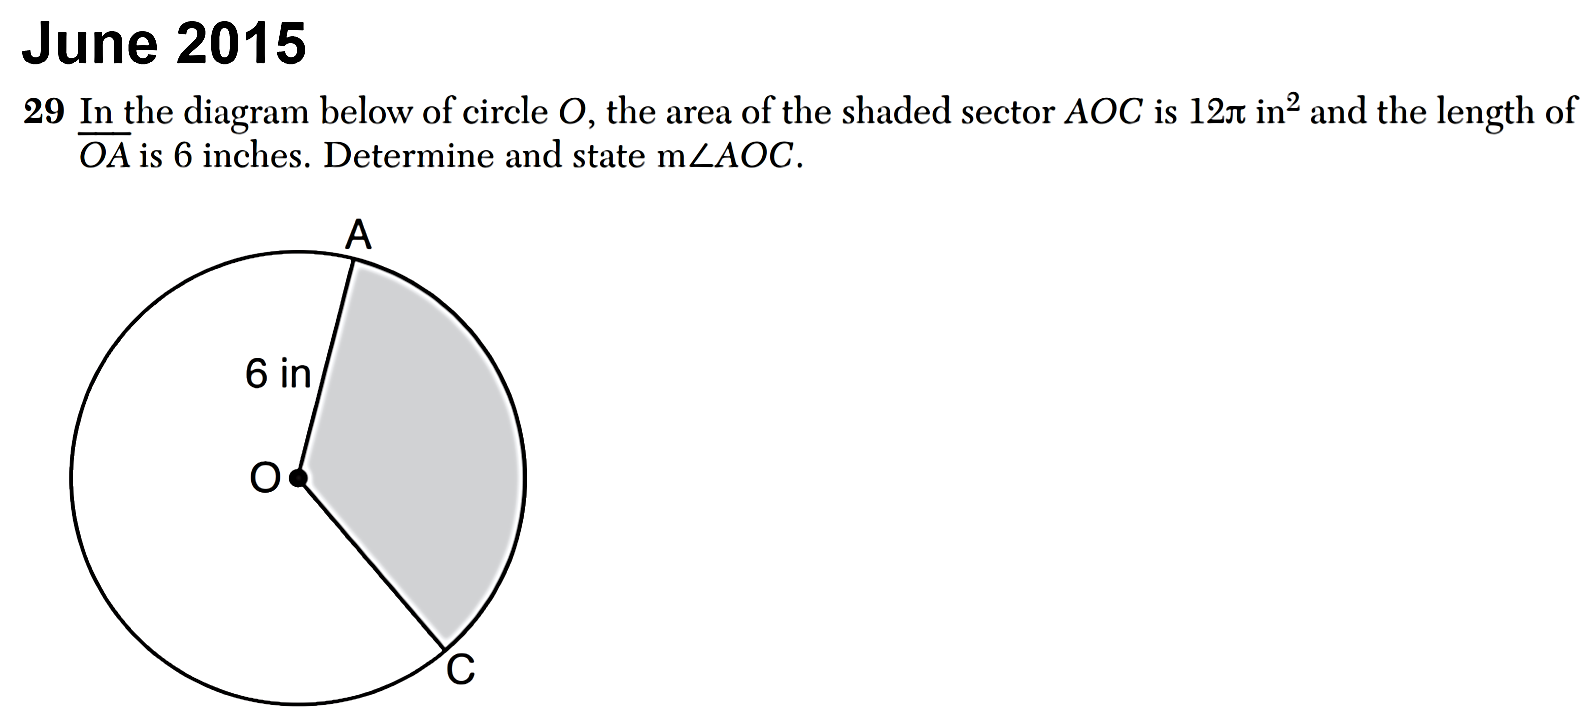 June 2015
29 In the diagram below of circle O, the area of the shaded sector AOC is 12π in² and the length of
O̅A̅ is 6 inches. Determine and state m∠AOC.
A
6 in
O
C